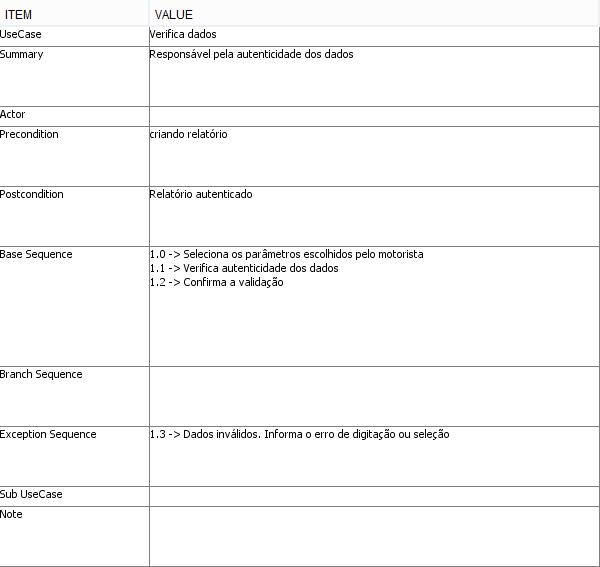 ITEM VALUE
UseCase Verifica dados
Summary Responsável pela autenticidade dos dados
Actor
Precondition criando relatório
Postcondition Relatório autenticado
Base Sequence 1.0 -> Seleciona os parâmetros escolhidos pelo motorista
1.1 -> Verifica autenticidade dos dados
1.2 -> Confirma a validação
Branch Sequence
Exception Sequence 1.3 -> Dados inválidos. Informa o erro de digitação ou seleção
Sub UseCase
Note